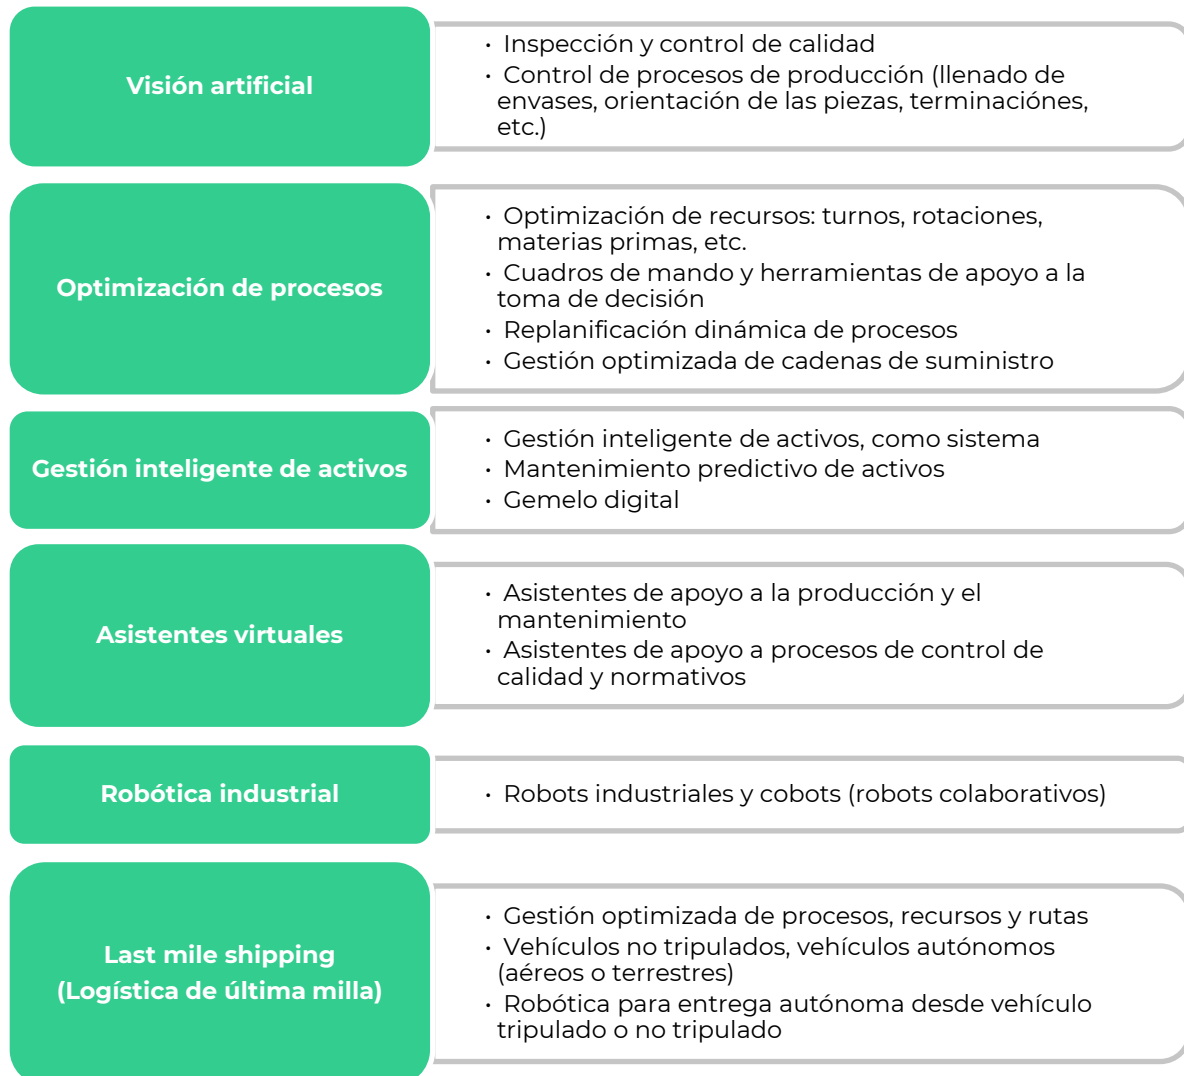 Visión artificial
· Inspección y control de calidad
· Control de procesos de producción (llenado de
envases, orientación de las piezas, terminaciónes,
etc.)
Optimización de procesos
· Optimización de recursos: turnos, rotaciones,
materias primas, etc.
· Cuadros de mando y herramientas de apoyo a la
toma de decisión
· Replanificación dinámica de procesos
· Gestión optimizada de cadenas de suministro
Gestión inteligente de activos
· Gestión inteligente de activos, como sistema
· Mantenimiento predictivo de activos
· Gemelo digital
Asistentes virtuales
· Asistentes de apoyo a la producción y el
mantenimiento
· Asistentes de apoyo a procesos de control de
calidad y normativos
Robótica industrial
· Robots industriales y cobots (robots colaborativos)
Last mile shipping
(Logística de última milla)
· Gestión optimizada de procesos, recursos y rutas
· Vehículos no tripulados, vehículos autónomos
(aéreos o terrestres)
· Robótica para entrega autónoma desde vehículo
tripulado o no tripulado